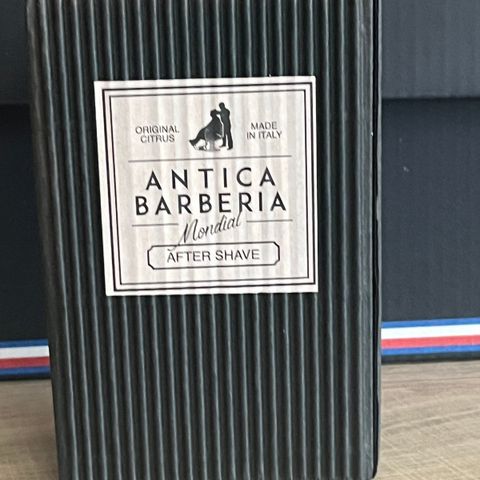 ORIGINAL
CITRUS
MADE
IN ITALY
ANTICA
BARBERIA
Mondial
AFTER SHAVE